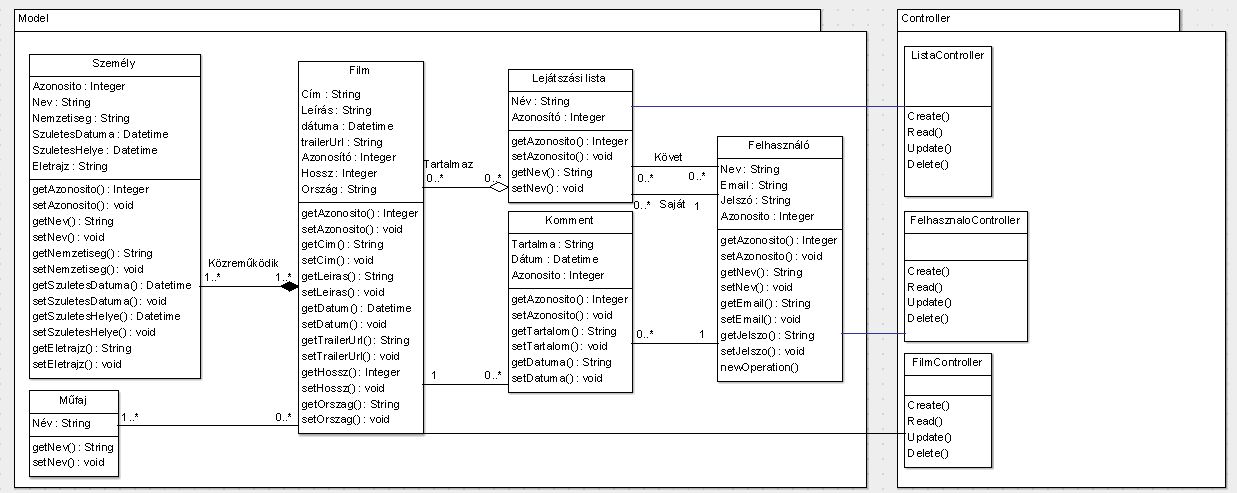 Model
Személy
Azonosito : Integer
Nev : String
Nemzetiseg : String
SzuletesDatuma : Datetime
SzuletesHelye : Datetime
Eletrajz : String
getAzonosito() : Integer
setAzonosito() : void
getNev() : String
setNev() : void
getNemzetiseg() : String
setNemzetiseg() : void
getSzuletesDatuma() : Datetime
setSzuletesDatuma() : void
getSzuletesHelye() : Datetime
setSzuletesHelye() : void
getEletrajz() : String
setEletrajz() : void
Műfaj
Név : String
getNev() : String
setNev() : void
Közreműködik
1..*
1..*
1..*
0..*
Film
Cím : String
Leírás : String
dátuma : Datetime
trailerUrl : String
Azonosító : Integer
Hossz : Integer
Ország : String
getAzonosito() : Integer
setAzonosito() : void
getCim() : String
setCim() : void
getLeiras() : String
setLeiras() : void
getDatum() : Datetime
setDatum() : void
getTrailerUrl() : String
setTrailerUrl() : void
getHossz() : Integer
setHossz() : void
getOrszag() : String
setOrszag() : void
Tartalmaz
0..*
0..*
1
0..*
Lejátszási lista
Név : String
Azonosító : Integer
getAzonosito() : Integer
setAzonosito() : void
getNev() : String
setNev() : void
Komment
Tartalma : String
Dátum : Datetime
Azonosito : Integer
getAzonosito() : Integer
setAzonosito() : void
getTartalom() : String
setTartalom() : void
getDatuma() : String
setDatuma() : void
Követ
0..*
0..*
0..*
Saját
1
0..*
1
Felhasználó
Nev : String
Email : String
Jelszó : String
Azonosito : Integer
getAzonosito() : Integer
setAzonosito() : void
getNev() : String
setNev() : void
getEmail() : String
setEmail() : void
getJelszo() : String
setJelszo() : void
newOperation()
Controller
ListaController
Create()
Read()
Update()
Delete()
FelhasznaloController
Create()
Read()
Update()
Delete()
FilmController
Create()
Read()
Update()
Delete()